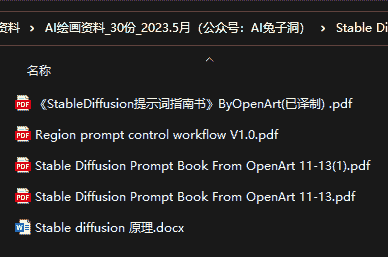 资料 › AI绘画资料_30份_2023.5月（公众号：AI兔子洞） › Stable Di
名称
《StableDiffusion提示词指南书》ByOpenArt(已译制) .pdf
Region prompt control workflow V1.0.pdf
Stable Diffusion Prompt Book From OpenArt 11-13(1).pdf
Stable Diffusion Prompt Book From OpenArt 11-13.pdf
Stable diffusion 原理.docx